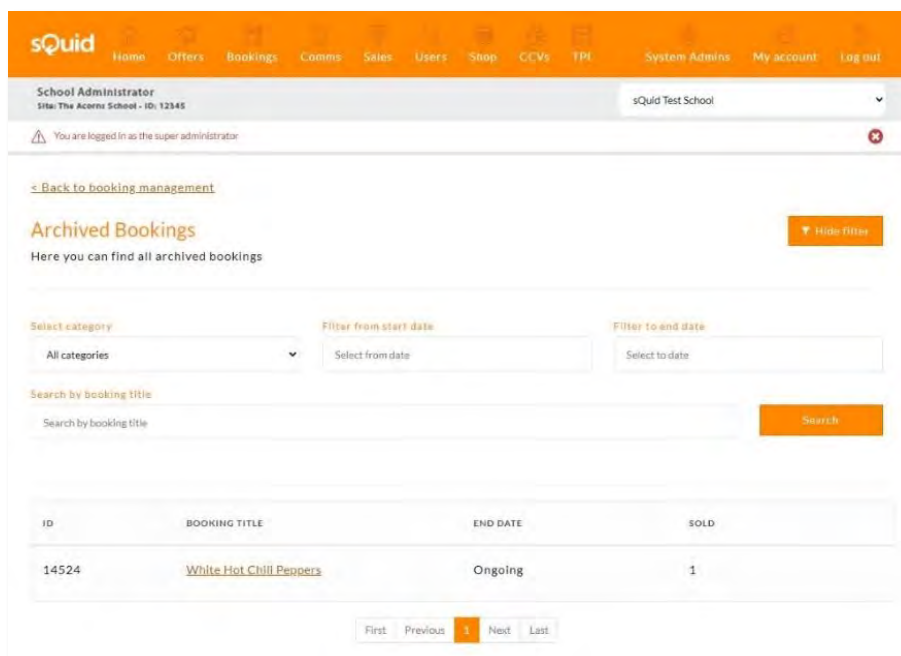 sQuid
Home Offers Bookings Comms Sales Users Shop CCVs TPI System Admins My account Log out
School Administrator
Site: The Acorns School - ID: 12345
sQuid Test School
You are logged in as the super administrator
< Back to booking management
Archived Bookings
Hide filter
Here you can find all archived bookings
Select category Filter from start date Filter to end date
All categories Select from date Select to date
Search by booking title
Search by booking title Search
ID BOOKING TITLE END DATE SOLD
14524 White Hot Chill Peppers Ongoing 1
First Previous 1 Next Last